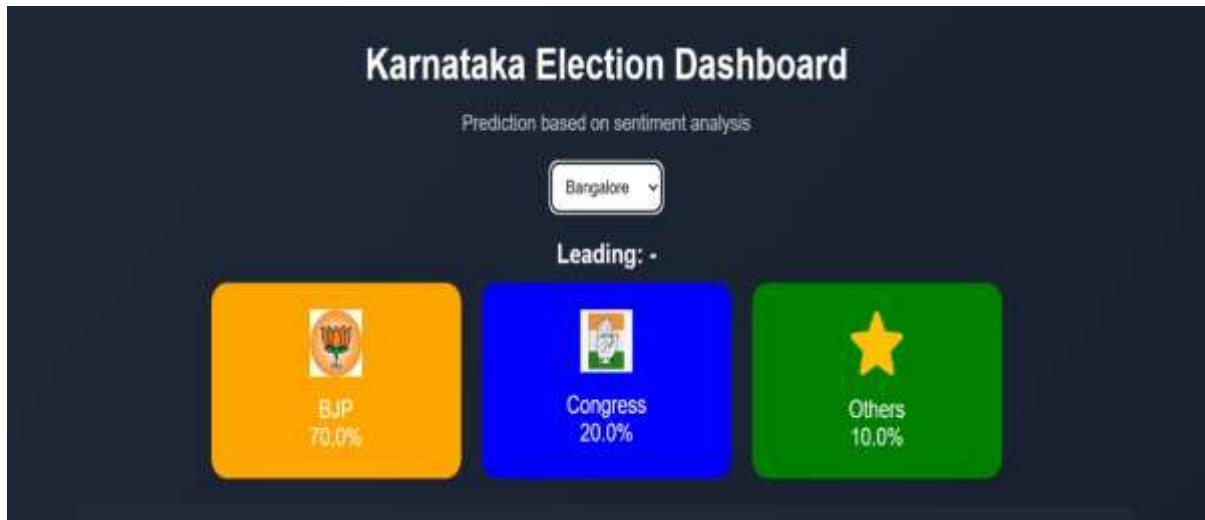 Karnataka Election Dashboard
Prediction based on sentiment analysis
Bangalore
Leading: -
BJP
70.0%
Congress
20.0%
Others
10.0%